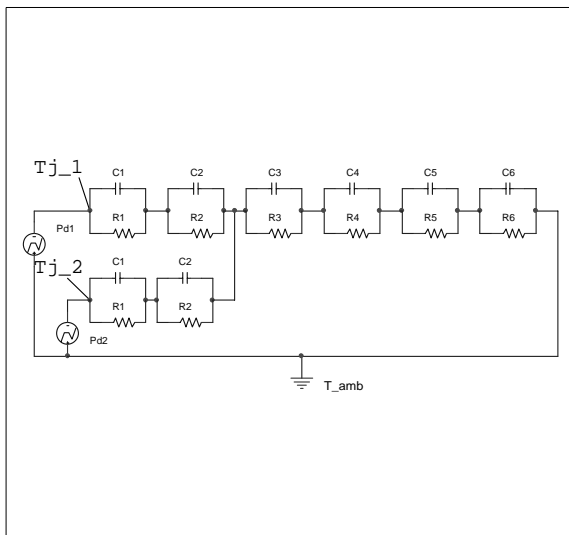 Tj_1
C1 C2 C3 C4 C5 C6
R1 R2 R3 R4 R5 R6
Pd1
Tj_2
C1 C2
R1 R2
Pd2
T_amb